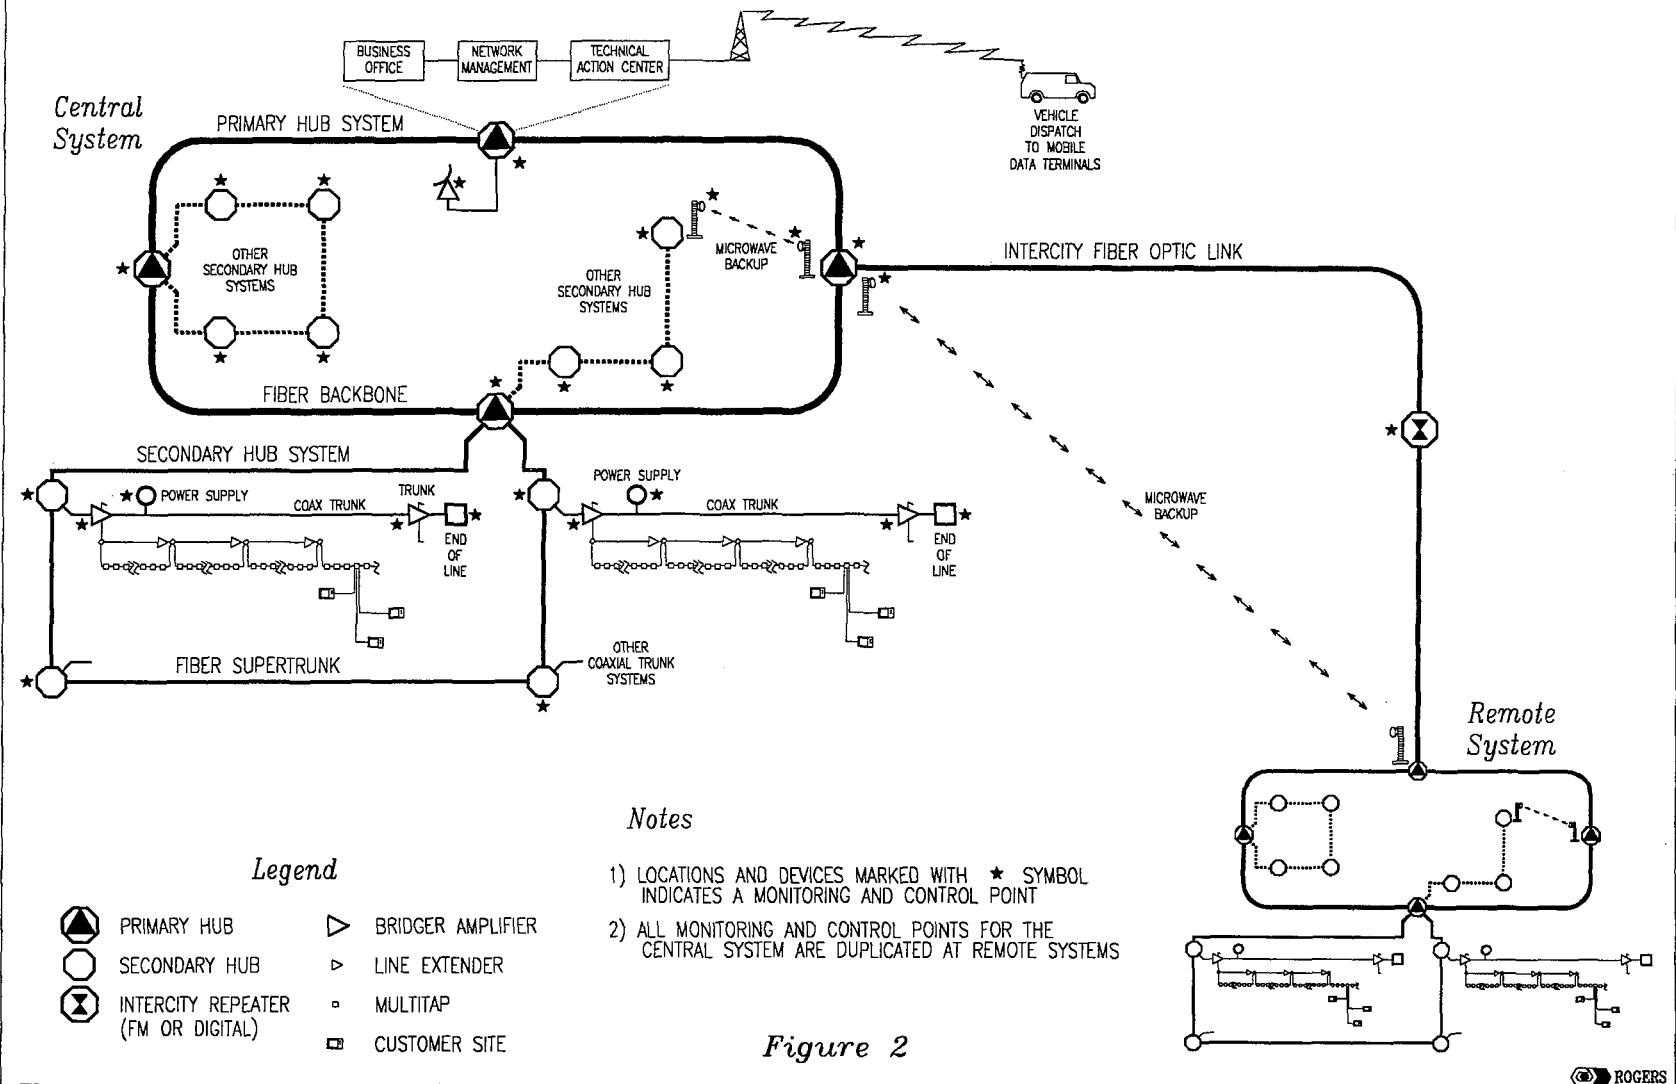 BUSINESS
OFFICE
NETWORK
MANAGEMENT
TECHNICAL
ACTION CENTER
VEHICLE
DISPATCH
TO MOBILE
DATA TERMINALS
Central
System
PRIMARY HUB SYSTEM
OTHER
SECONDARY HUB
SYSTEMS
OTHER
SECONDARY HUB
SYSTEMS
MICROWAVE
BACKUP
INTERCITY FIBER OPTIC LINK
FIBER BACKBONE
SECONDARY HUB SYSTEM
POWER SUPPLY
COAX TRUNK
TRUNK
END
OF
LINE
POWER SUPPLY
COAX TRUNK
END
OF
LINE
MICROWAVE
BACKUP
FIBER SUPERTRUNK
OTHER
COAXIAL TRUNK
SYSTEMS
Remote
System
Legend
PRIMARY HUB
SECONDARY HUB
INTERCITY REPEATER
(FM OR DIGITAL)
BRIDGER AMPLIFIER
LINE EXTENDER
MULTITAP
CUSTOMER SITE
Notes
1) LOCATIONS AND DEVICES MARKED WITH ★ SYMBOL
INDICATES A MONITORING AND CONTROL POINT
2) ALL MONITORING AND CONTROL POINTS FOR THE
CENTRAL SYSTEM ARE DUPLICATED AT REMOTE SYSTEMS
Figure 2
ROGERS